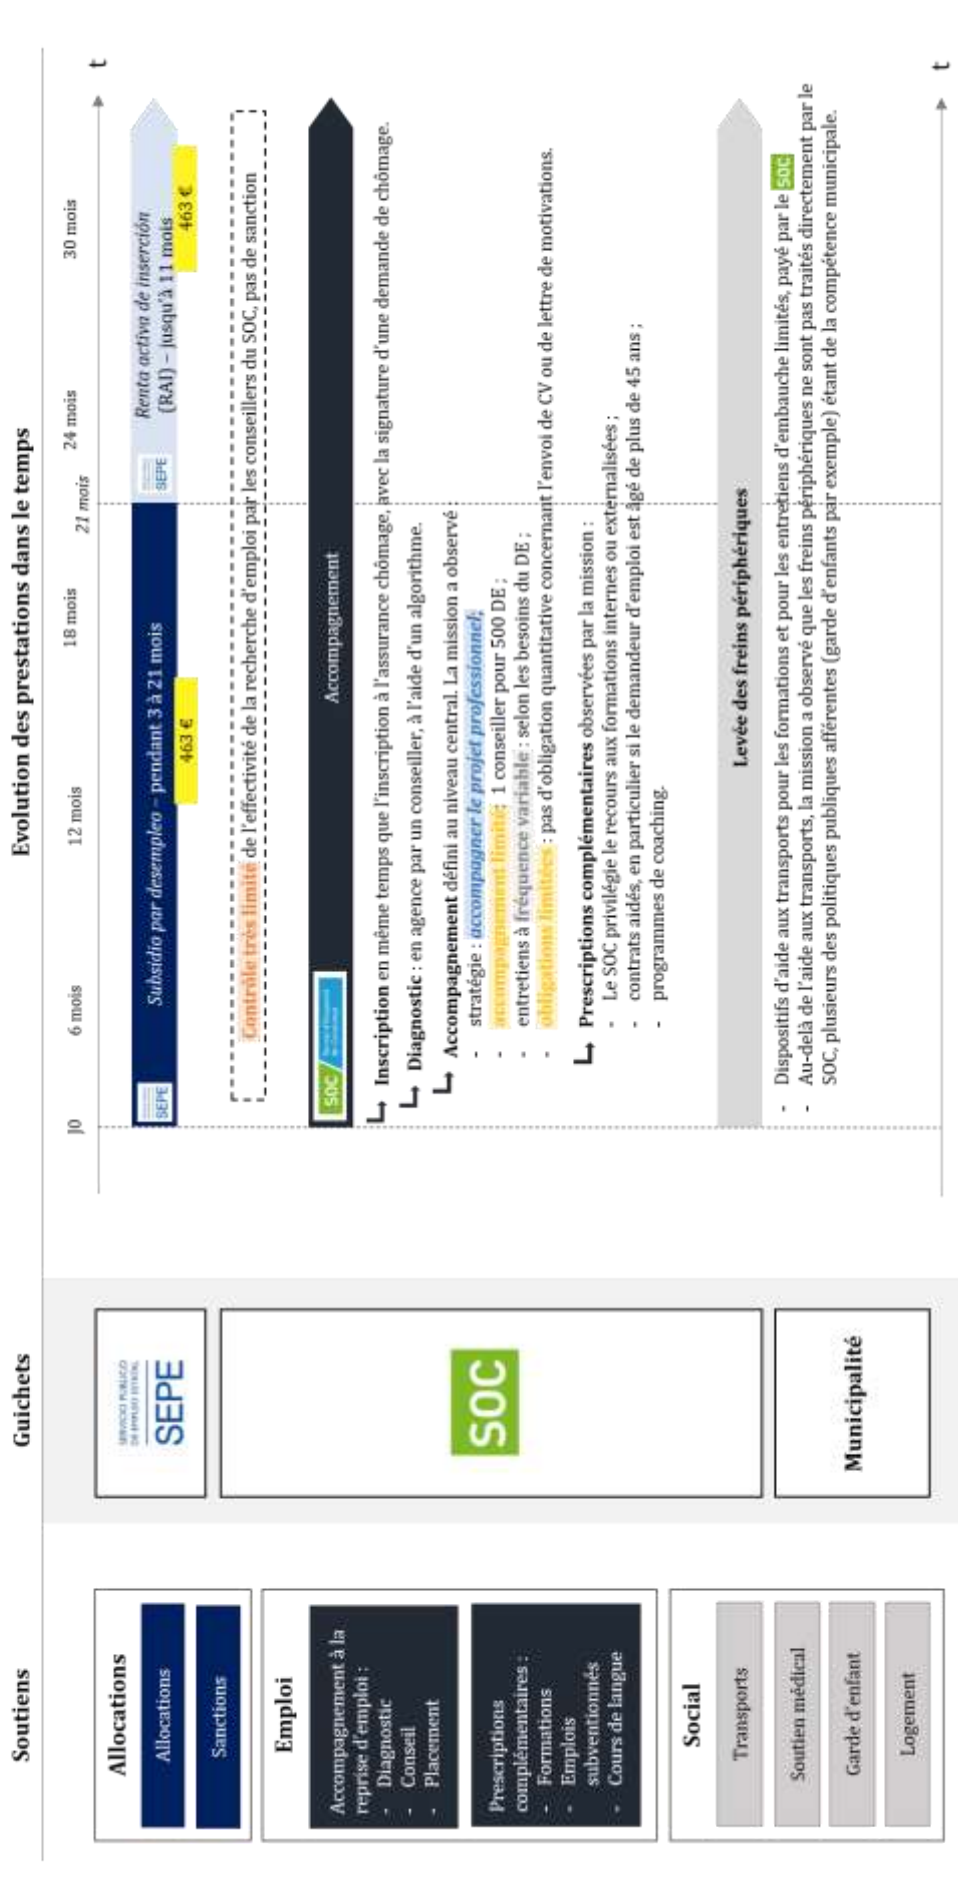 Soutiens
Guichets
Evolution des prestations dans le temps
Allocations
Allocations
Sanctions
Emploi
Accompagnement à la
reprise d'emploi :
- Diagnostic
- Conseil
- Placement
Prescriptions
complémentaires :
- Formations
- Emplois
subventionnés
- Cours de langue
Social
Transports
Soutien médical
Garde d'enfant
Logement
SERVICIO PÚBLICO
DE EMPLEO ESTATAL
SEPE
SOC
Municipalité
J0
6 mois
12 mois
18 mois
21 mois
24 mois
30 mois
t
SEPE
Subsidio par desempleo – pendant 3 à 21 mois
463 €
SEPE
Renta activa de inserción
(RAI) – jusqu'à 11 mois
463 €
Contrôle très limité de l'effectivité de la recherche d'emploi par les conseillers du SOC, pas de sanction
SOC
Accompagnement
Inscription en même temps que l'inscription à l'assurance chômage, avec la signature d'une demande de chômage.
Diagnostic : en agence par un conseiller, à l'aide d'un algorithme.
Accompagnement défini au niveau central. La mission a observé :
- stratégie : accompagner le projet professionnel;
- accompagnement limité; 1 conseiller pour 500 DE ;
- entretiens à fréquence variable : selon les besoins du DE ;
- obligations limitées : pas d'obligation quantitative concernant l'envoi de CV ou de lettre de motivations.
Prescriptions complémentaires observées par la mission :
- Le SOC privilégie le recours aux formations internes ou externalisées ;
- contrats aidés, en particulier si le demandeur d'emploi est âgé de plus de 45 ans ;
- programmes de coaching.
Levée des freins périphériques
- Dispositifs d'aide aux transports pour les formations et pour les entretiens d'embauche limités, payé par le SOC
- Au-delà de l'aide aux transports, la mission a observé que les freins périphériques ne sont pas traités directement par le
SOC, plusieurs des politiques publiques afférentes (garde d'enfants par exemple) étant de la compétence municipale.
t